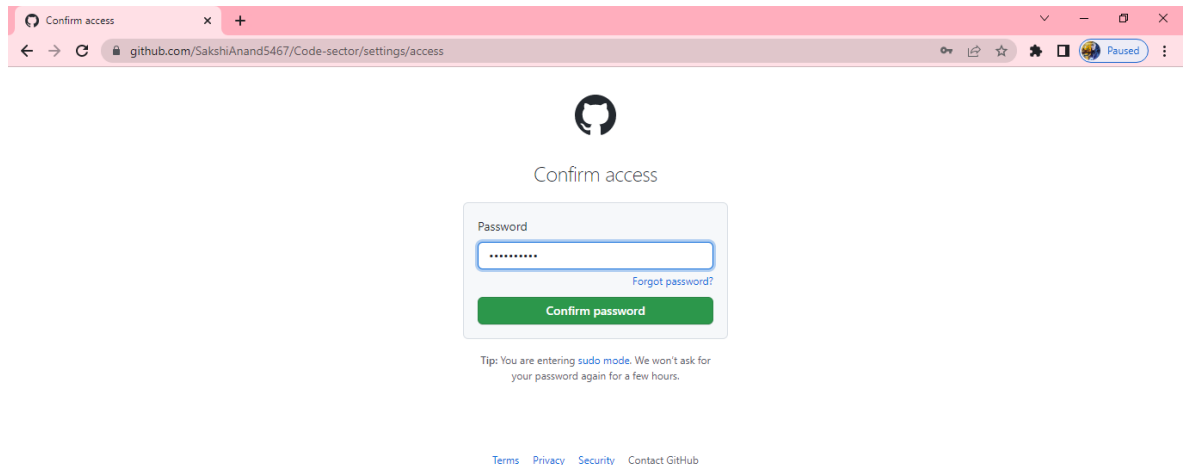 Confirm access
github.com/SakshiAnand5467/Code-sector/settings/access
Paused
Confirm access
Password
••••••••••
Forgot password?
Confirm password
Tip: You are entering sudo mode. We won't ask for
your password again for a few hours.
Terms Privacy Security Contact GitHub